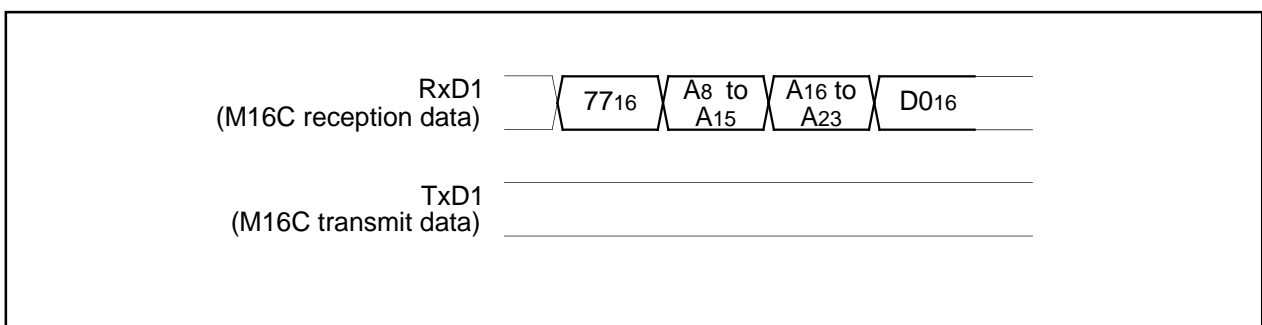 RxD1
(M16C reception data)
7716
A8 to
A15
A16 to
A23
D016
TxD1
(M16C transmit data)